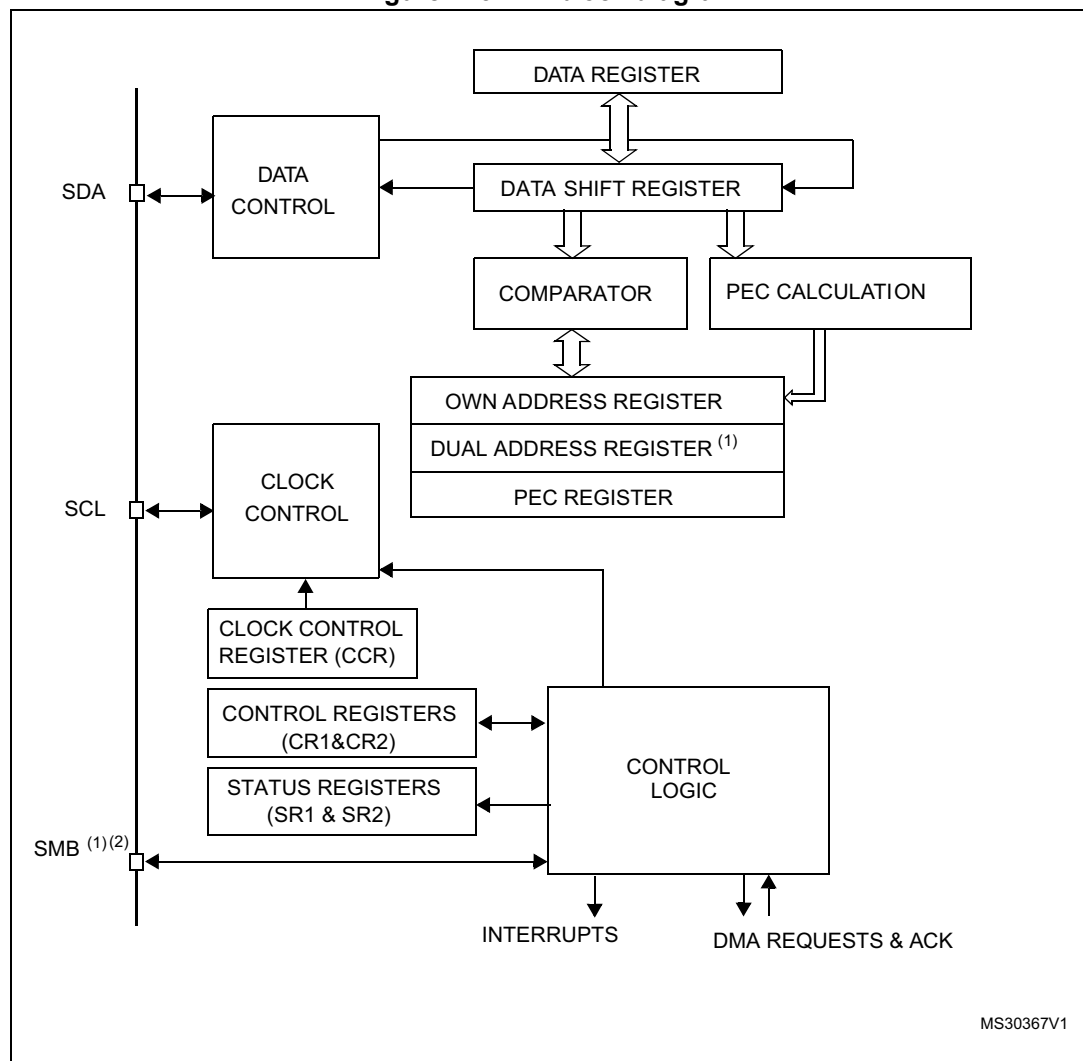 DATA REGISTER
DATA
CONTROL
SDA
DATA SHIFT REGISTER
COMPARATOR
PEC CALCULATION
OWN ADDRESS REGISTER
DUAL ADDRESS REGISTER (1)
PEC REGISTER
CLOCK
CONTROL
SCL
CLOCK CONTROL
REGISTER (CCR)
CONTROL REGISTERS
(CR1&CR2)
STATUS REGISTERS
(SR1 & SR2)
CONTROL
LOGIC
SMB (1)(2)
INTERRUPTS
DMA REQUESTS & ACK
MS30367V1